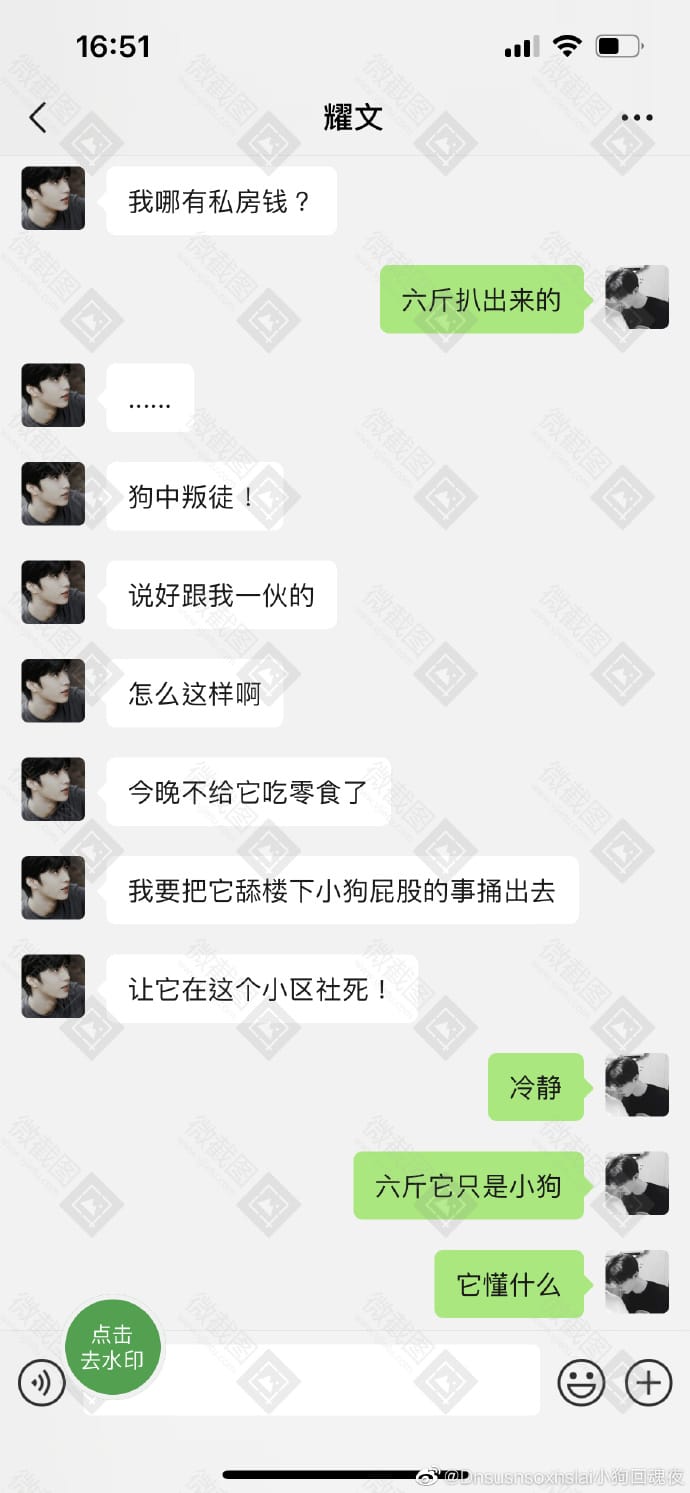 16:51
耀文
我哪有私房钱？
六斤扒出来的
......
狗中叛徒！
说好跟我一伙的
怎么这样啊
今晚不给它吃零食了
我要把它舔楼下小狗屁股的事捅出去
让它在这个小区社死！
冷静
六斤它只是小狗
它懂什么
点击
去水印
@Dnsusnsoxhslai小狗回魂夜
微截图